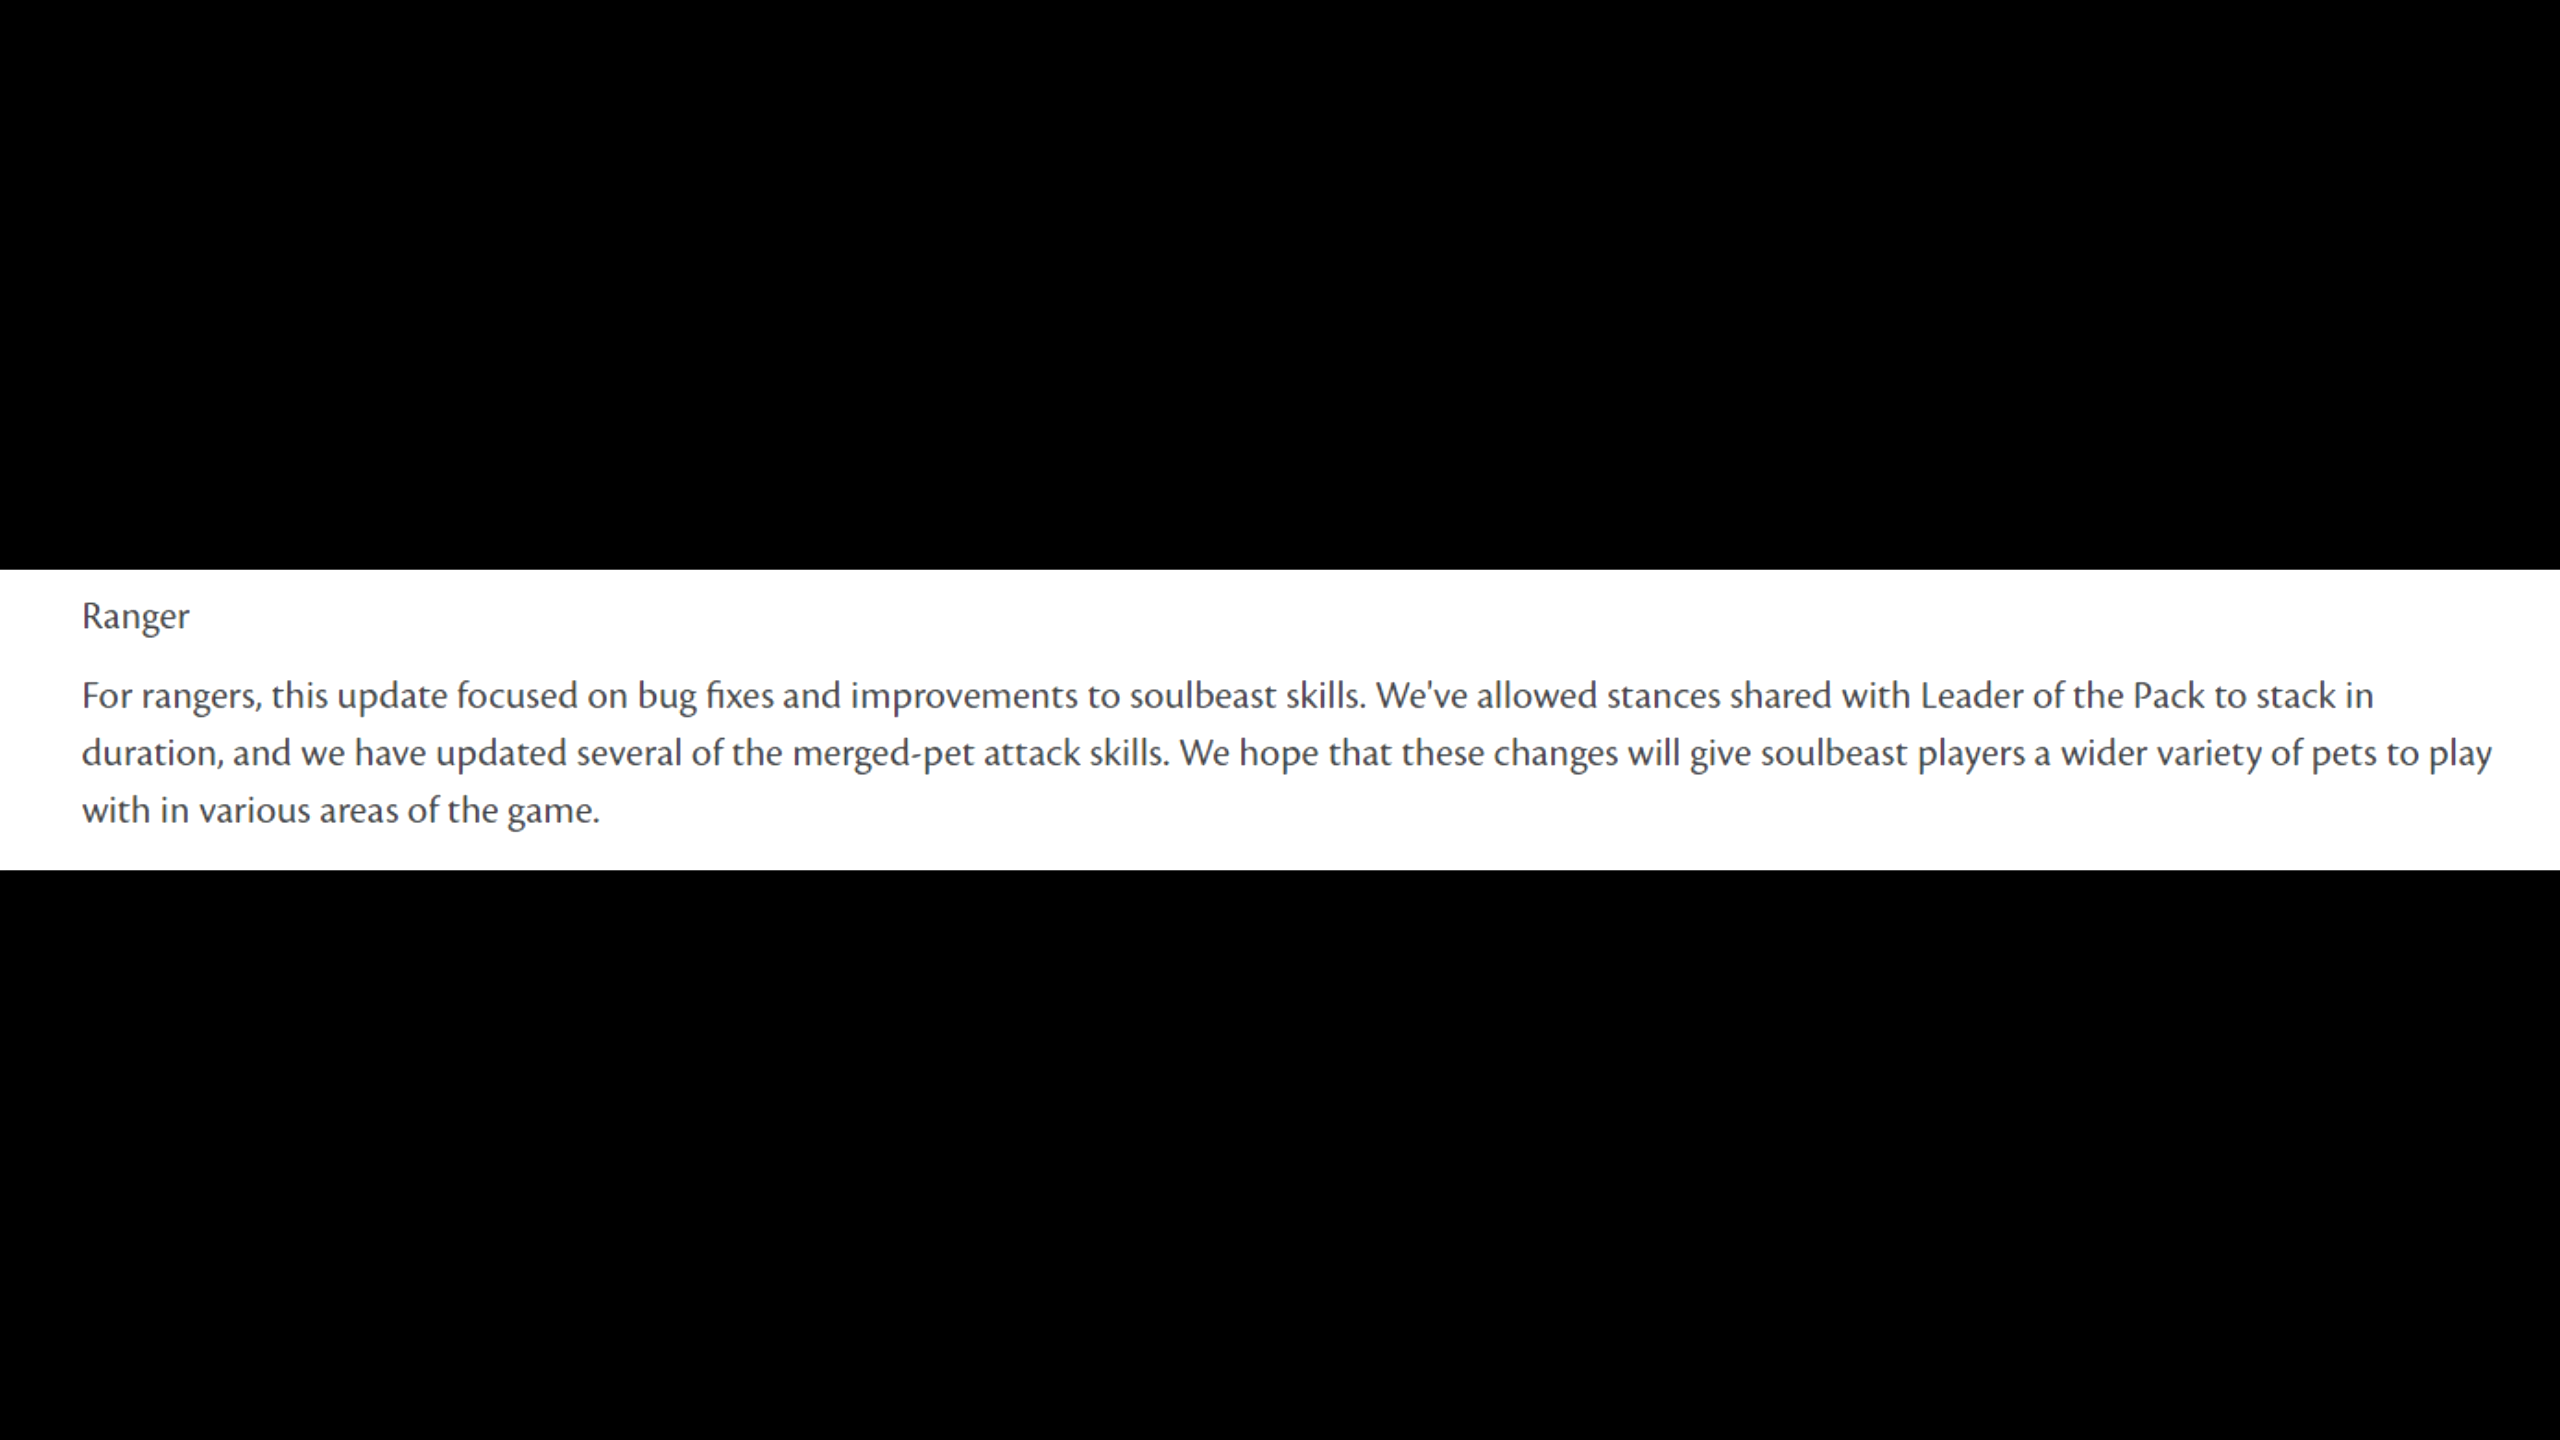 Ranger
For rangers, this update focused on bug fixes and improvements to soulbeast skills. We've allowed stances shared with Leader of the Pack to stack in
duration, and we have updated several of the merged-pet attack skills. We hope that these changes will give soulbeast players a wider variety of pets to play
with in various areas of the game.